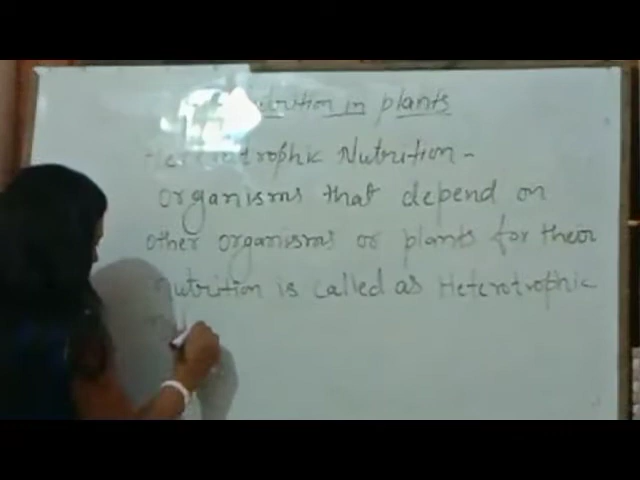 Nutrition in plants
Heterotrophic Nutrition -
organisms that depend on
other organisms or plants for their
nutrition is called as Heterotrophic